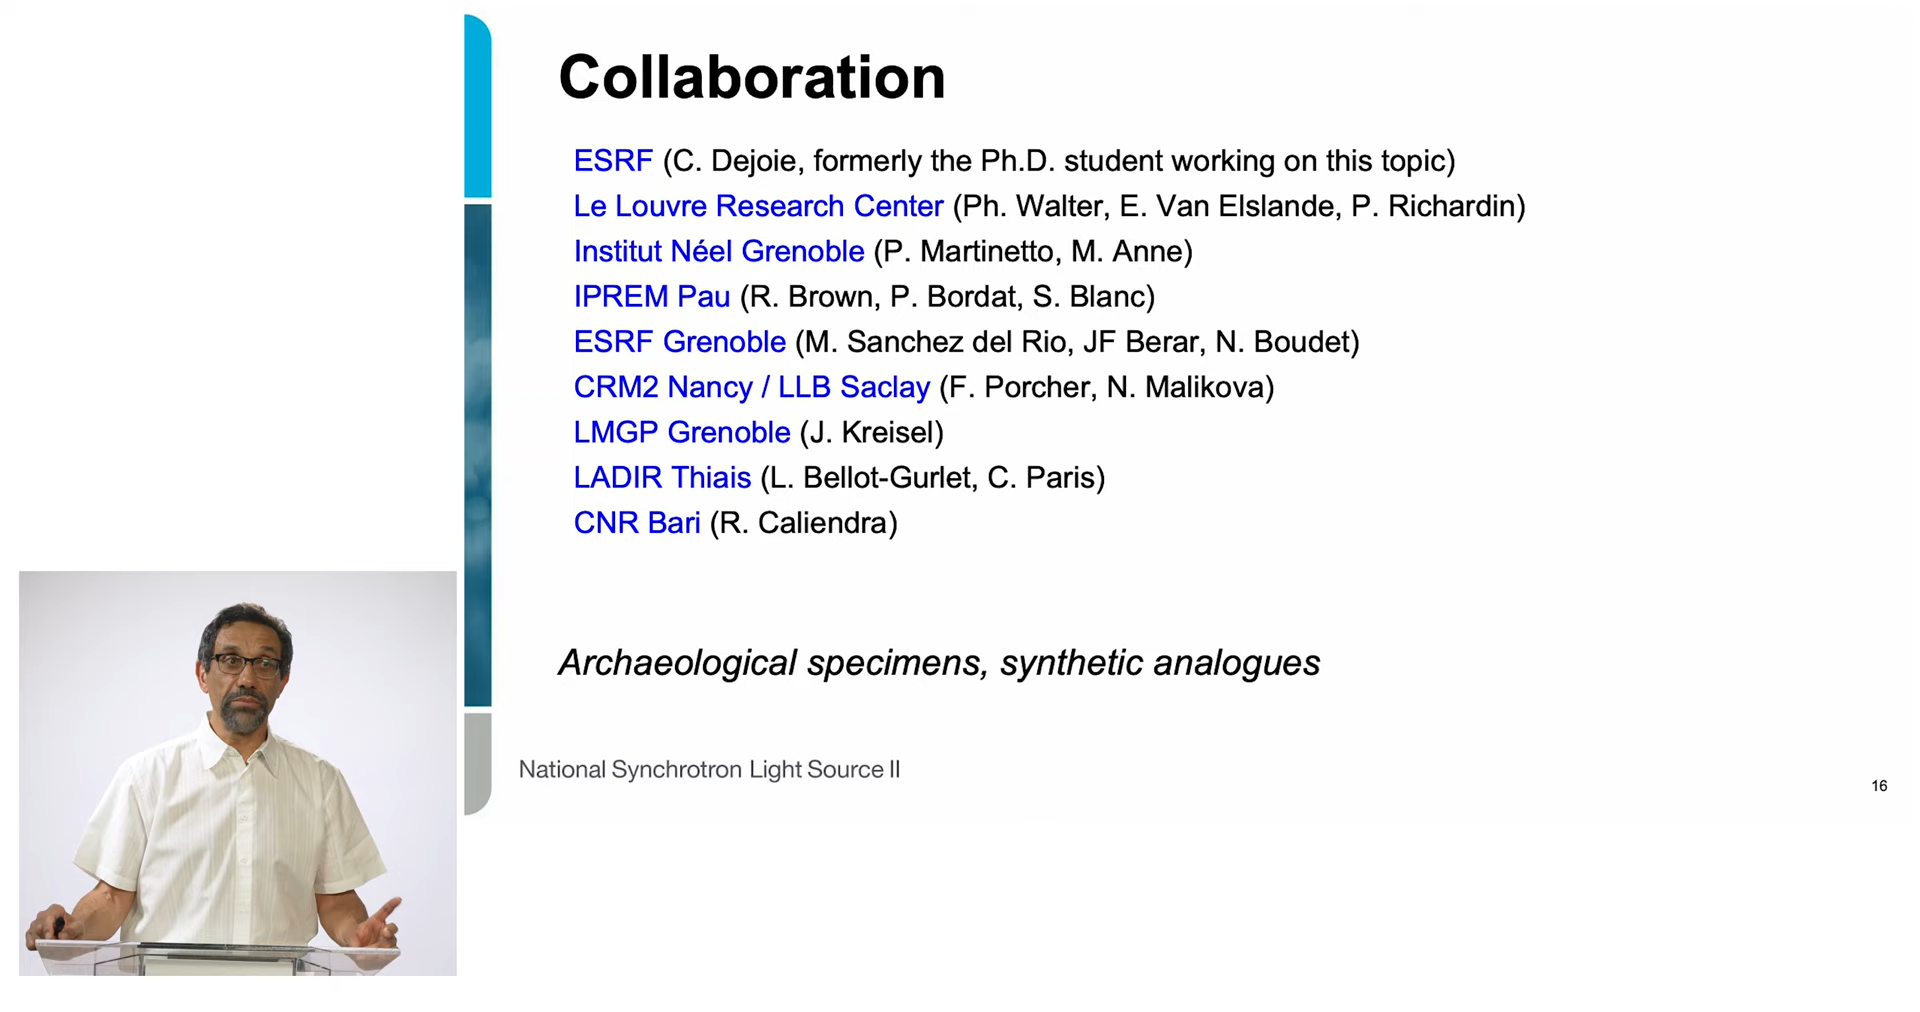 Collaboration
ESRF (C. Dejoie, formerly the Ph.D. student working on this topic)
Le Louvre Research Center (Ph. Walter, E. Van Elslande, P. Richardin)
Institut Néel Grenoble (P. Martinetto, M. Anne)
IPREM Pau (R. Brown, P. Bordat, S. Blanc)
ESRF Grenoble (M. Sanchez del Rio, JF Berar, N. Boudet)
CRM2 Nancy / LLB Saclay (F. Porcher, N. Malikova)
LMGP Grenoble (J. Kreisel)
LADIR Thiais (L. Bellot-Gurlet, C. Paris)
CNR Bari (R. Caliendra)
Archaeological specimens, synthetic analogues
National Synchrotron Light Source II
16